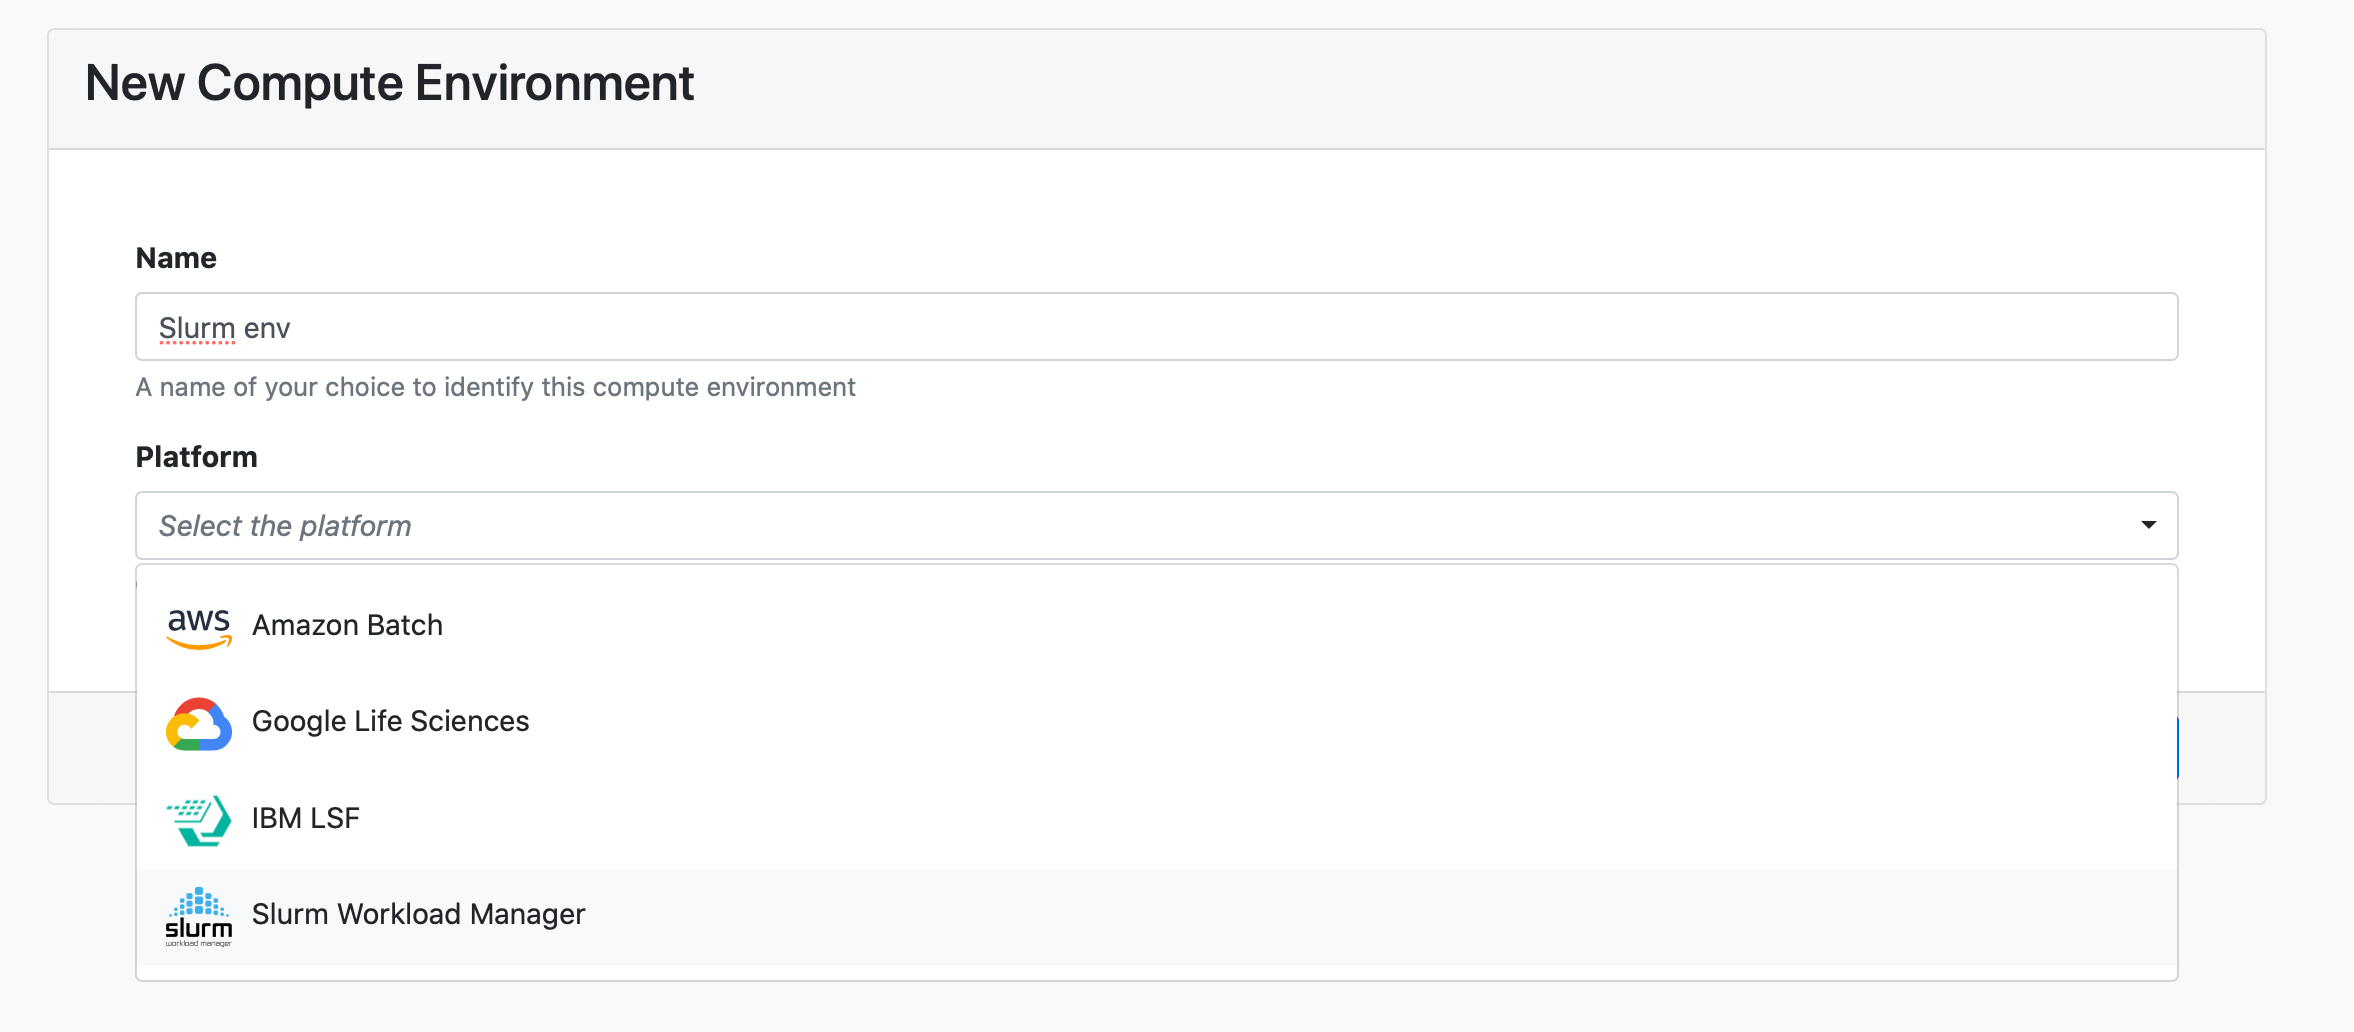 New Compute Environment
Name
Slurm env
A name of your choice to identify this compute environment
Platform
Select the platform
aws Amazon Batch
Google Life Sciences
IBM LSF
slurm workload manager Slurm Workload Manager